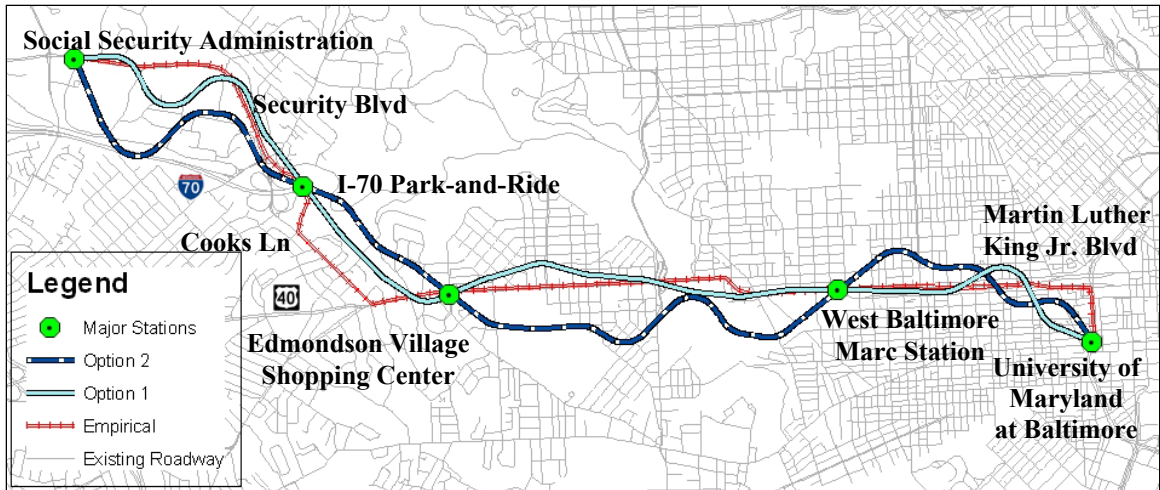 Social Security Administration
Security Blvd
70
I-70 Park-and-Ride
Cooks Ln
Martin Luther
King Jr. Blvd
40
Edmondson Village
Shopping Center
West Baltimore
Marc Station
University of
Maryland
at Baltimore
Legend
Major Stations
Option 2
Option 1
Empirical
Existing Roadway